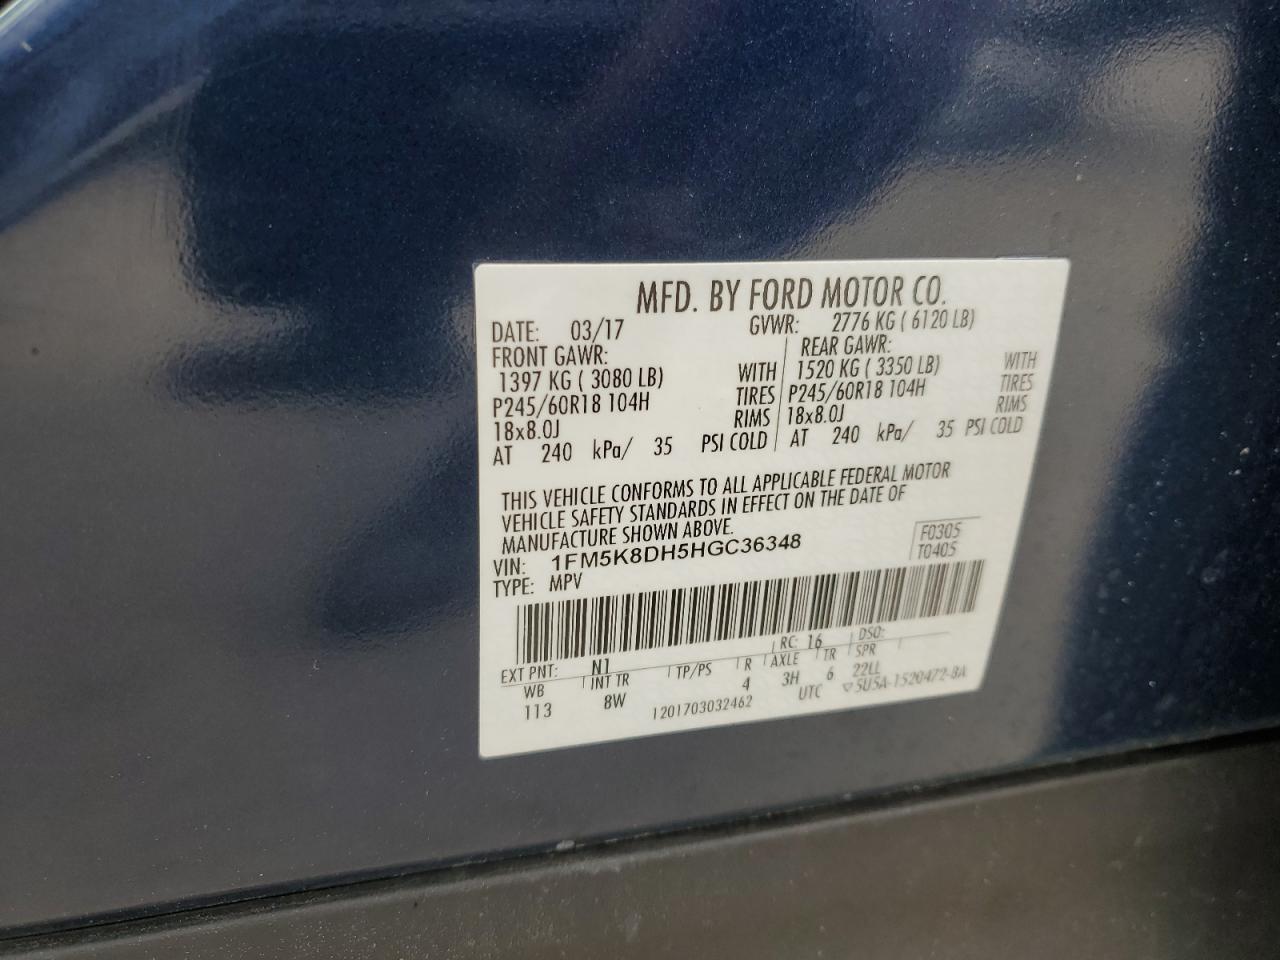 MFD. BY FORD MOTOR CO.
DATE: 03/17 GVWR: 2776 KG ( 6120 LB)
FRONT GAWR: REAR GAWR:
1397 KG ( 3080 LB) WITH 1520 KG ( 3350 LB) WITH
P245/60R18 104H TIRES P245/60R18 104H TIRES
18x8.0J RIMS 18x8.0J RIMS
AT 240 kPa/ 35 PSI COLD AT 240 kPa/ 35 PSI COLD
THIS VEHICLE CONFORMS TO ALL APPLICABLE FEDERAL MOTOR
VEHICLE SAFETY STANDARDS IN EFFECT ON THE DATE OF
MANUFACTURE SHOWN ABOVE.
VIN: 1FM5K8DH5HGC36348 F0305
TYPE: MPV T0405
EXT PNT: N1 RC: 16 DSO:
WB INT TR TP/PS R AXLE TR SPR
113 8W 4 3H 6 22LL
1201703032462 UTC ▽5U5A-1520472-BA